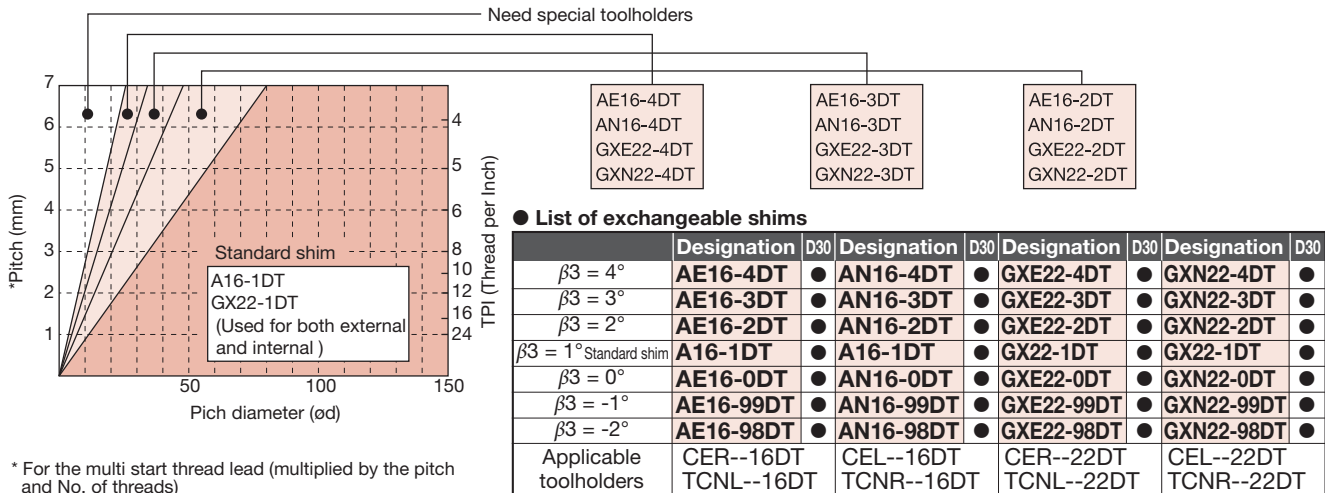 Need special toolholders
AE16-4DT
AN16-4DT
GXE22-4DT
GXN22-4DT
AE16-3DT
AN16-3DT
GXE22-3DT
GXN22-3DT
AE16-2DT
AN16-2DT
GXE22-2DT
GXN22-2DT
*Pitch (mm)
7
6
5
4
3
2
1
Standard shim
A16-1DT
GX22-1DT
(Used for both external
and internal )
4
5
6
8
10
12
16
24
TPI (Thread per Inch)
50 100 150
Pich diameter (ød)
* For the multi start thread lead (multiplied by the pitch
and No. of threads)
● List of exchangeable shims
Designation D30 Designation D30 Designation D30 Designation D30
β3 = 4° AE16-4DT ● AN16-4DT ● GXE22-4DT ● GXN22-4DT ●
β3 = 3° AE16-3DT ● AN16-3DT ● GXE22-3DT ● GXN22-3DT ●
β3 = 2° AE16-2DT ● AN16-2DT ● GXE22-2DT ● GXN22-2DT ●
β3 = 1° Standard shim A16-1DT ● A16-1DT ● GX22-1DT ● GX22-1DT ●
β3 = 0° AE16-0DT ● AN16-0DT ● GXE22-0DT ● GXN22-0DT ●
β3 = -1° AE16-99DT ● AN16-99DT ● GXE22-99DT ● GXN22-99DT ●
β3 = -2° AE16-98DT ● AN16-98DT ● GXE22-98DT ● GXN22-98DT ●
Applicable CER--16DT CEL--16DT CER--22DT CEL--22DT
toolholders TCNL--16DT TCNR--16DT TCNL--22DT TCNR--22DT